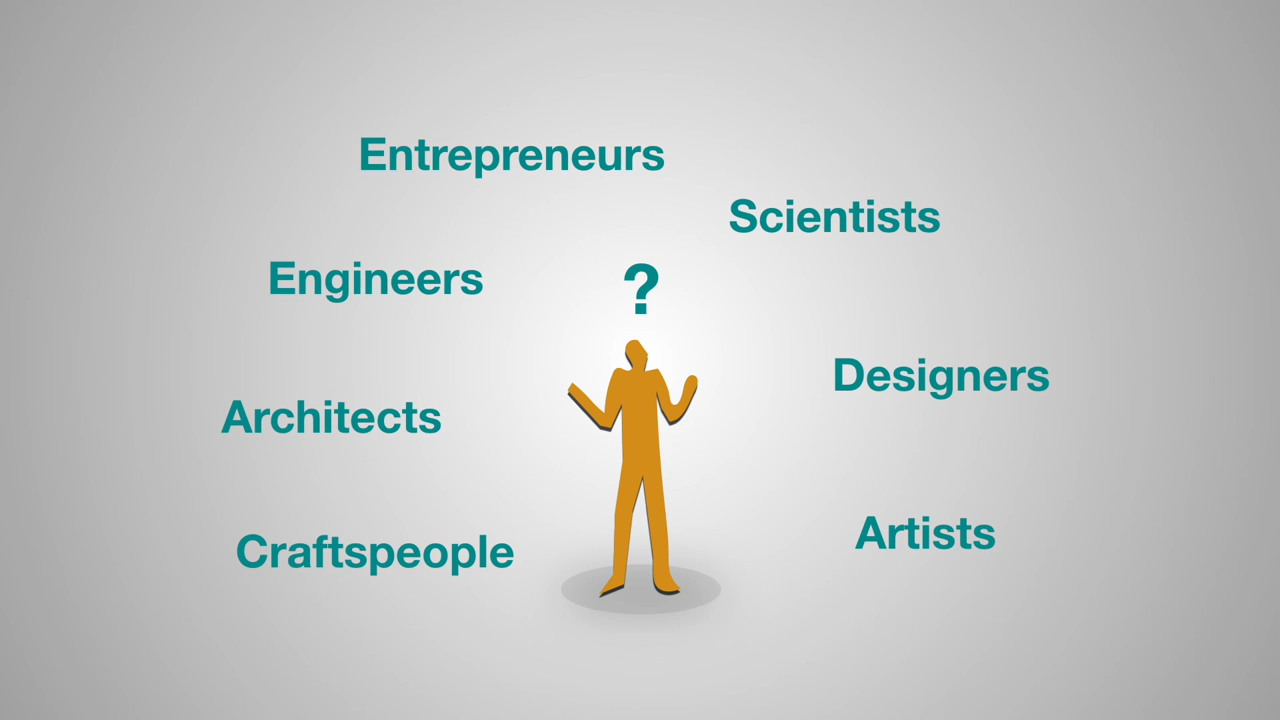 Entrepreneurs
Scientists
Engineers
?
Designers
Architects
Artists
Craftspeople